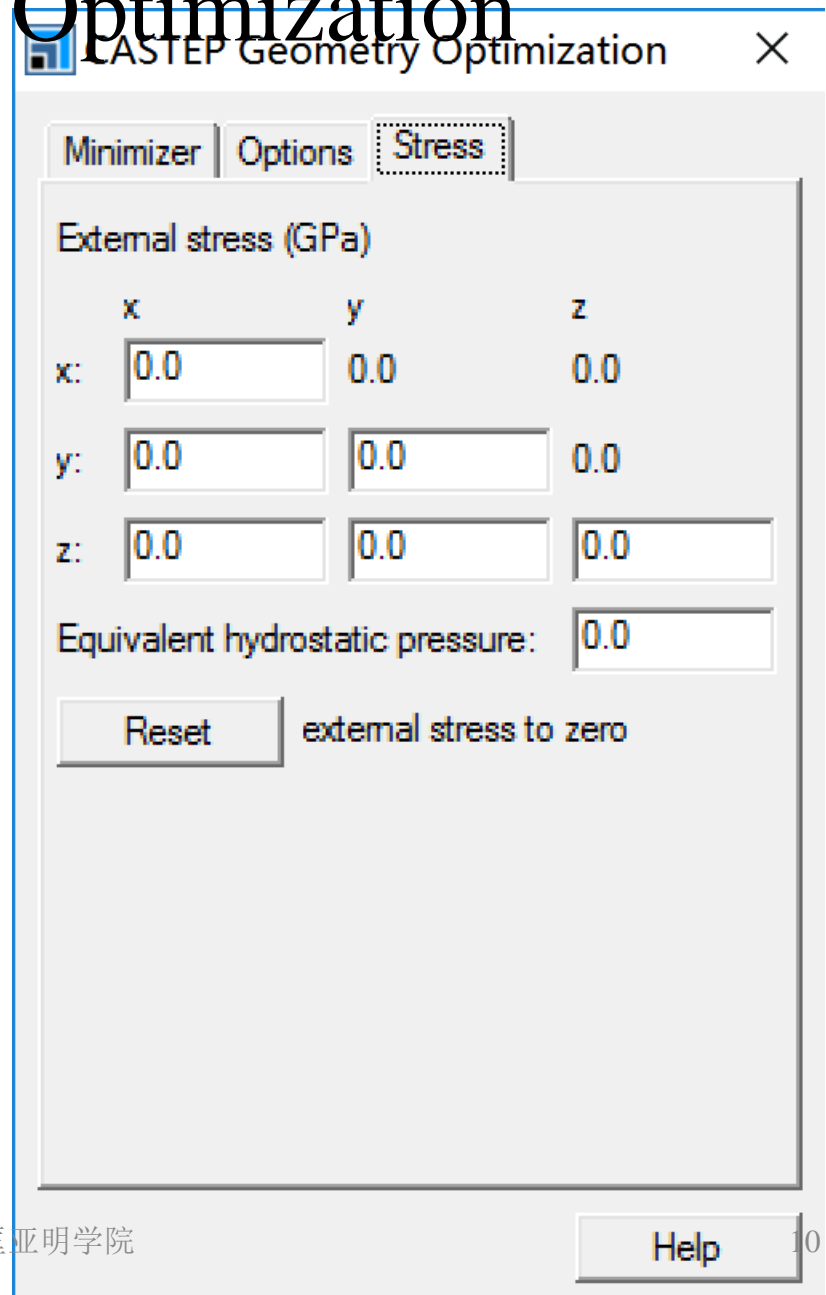 Optimization
CASTEP Geometry Optimization
Minimizer Options Stress
External stress (GPa)
x y z
x: 0.0 0.0 0.0
y: 0.0 0.0 0.0
z: 0.0 0.0 0.0
Equivalent hydrostatic pressure: 0.0
Reset external stress to zero
亚明学院
Help
10